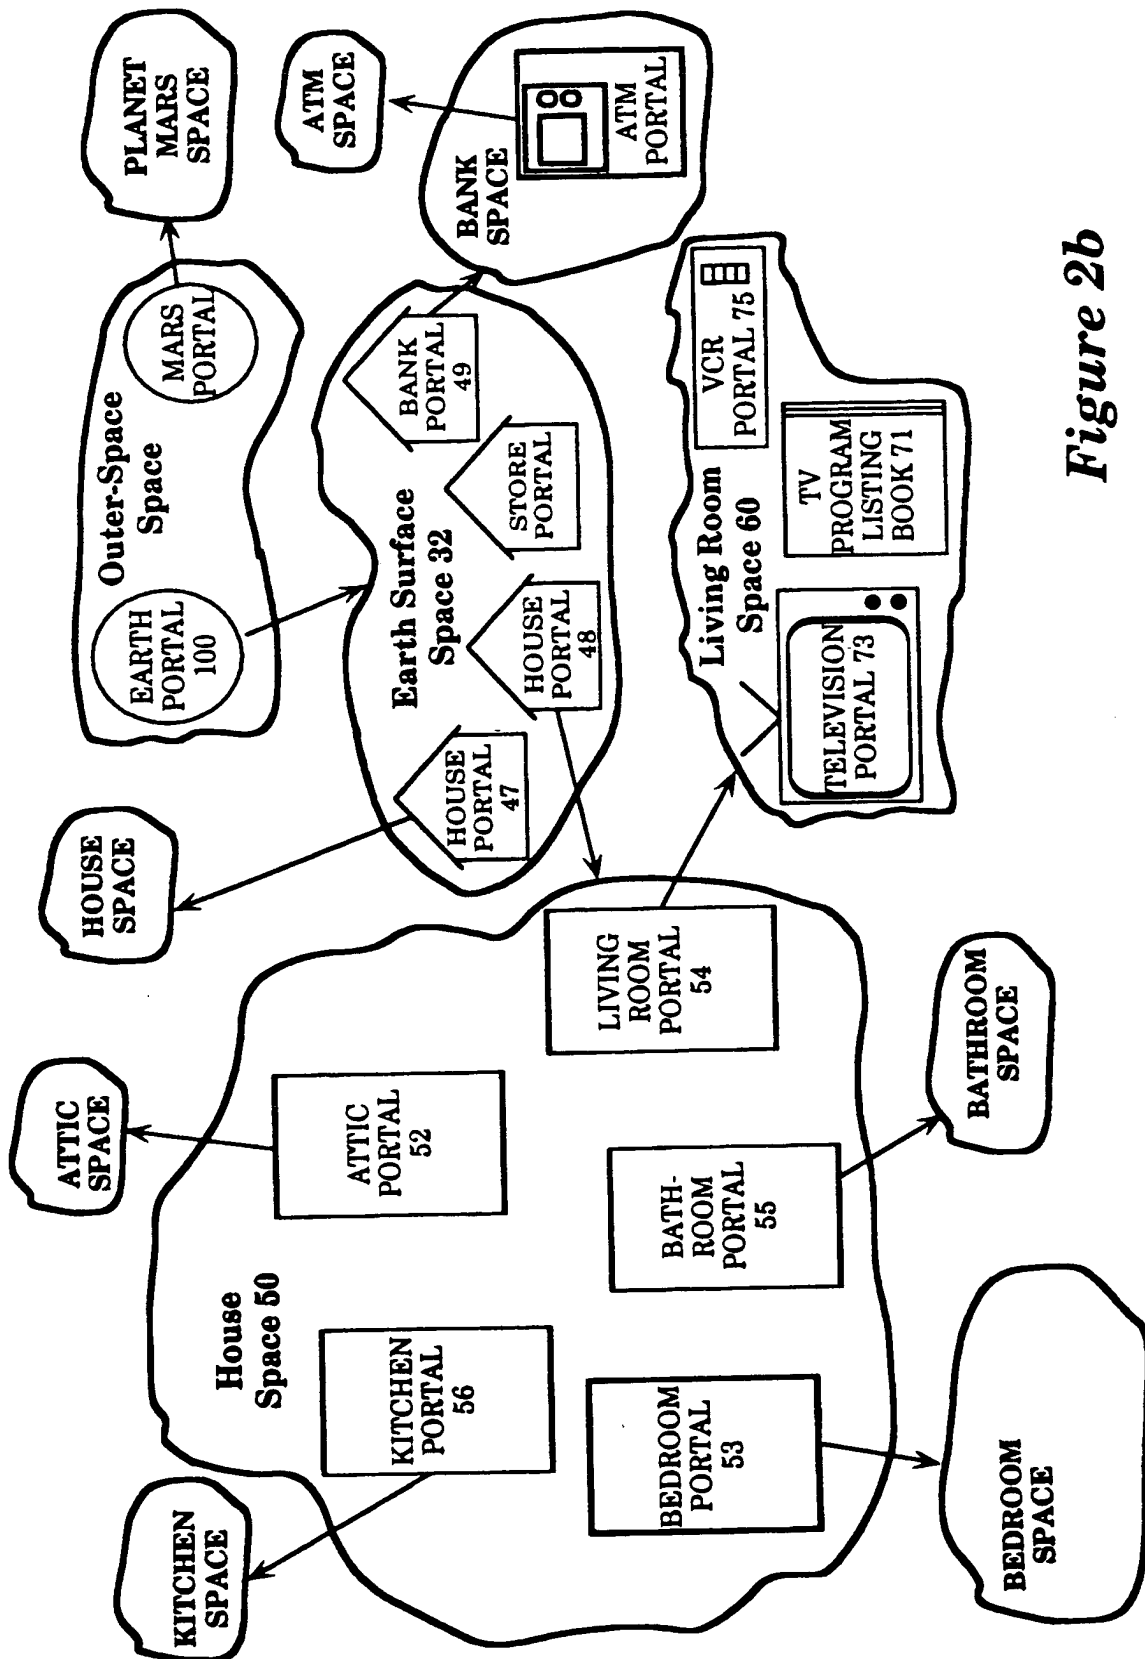 KITCHEN
SPACE
ATTIC
SPACE
HOUSE
SPACE
PLANET
MARS
SPACE
Outer-Space
Space
EARTH
PORTAL
100
MARS
PORTAL
ATM
SPACE
House
Space 50
KITCHEN
PORTAL
56
ATTIC
PORTAL
52
Earth Surface
Space 32
HOUSE
PORTAL
47
HOUSE
PORTAL
48
STORE
PORTAL
BANK
PORTAL
49
BANK
SPACE
ATM
PORTAL
BEDROOM
PORTAL
53
BATH-
ROOM
PORTAL
55
LIVING
ROOM
PORTAL
54
Living Room
Space 60
VCR
PORTAL 75
TELEVISION
PORTAL 73
TV
PROGRAM
LISTING
BOOK 71
BEDROOM
SPACE
BATHROOM
SPACE
Figure 2b